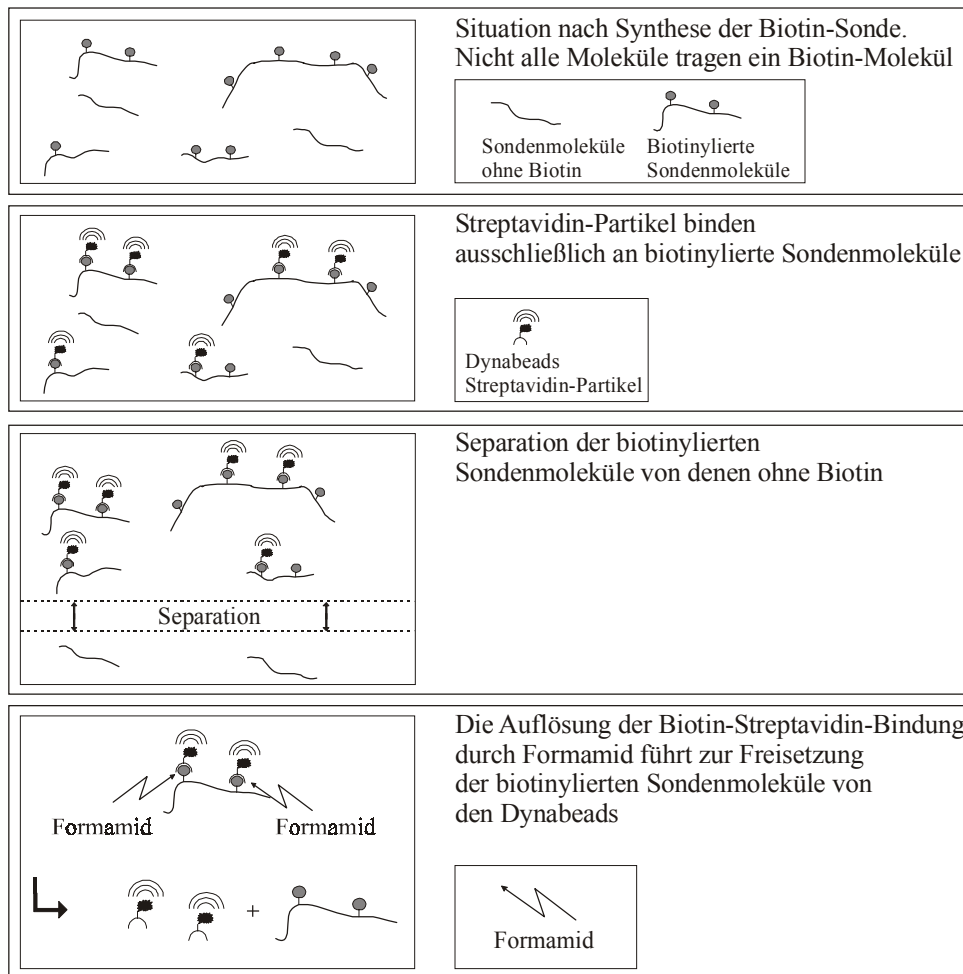 Situation nach Synthese der Biotin-Sonde.
Nicht alle Moleküle tragen ein Biotin-Molekül
Sondenmoleküle
ohne Biotin
Biotinylierte
Sondenmoleküle
Streptavidin-Partikel binden
ausschließlich an biotinylierte Sondenmoleküle
Dynabeads
Streptavidin-Partikel
Separation der biotinylierten
Sondenmoleküle von denen ohne Biotin
Separation
Die Auflösung der Biotin-Streptavidin-Bindung
durch Formamid führt zur Freisetzung
der biotinylierten Sondenmoleküle von
den Dynabeads
Formamid Formamid
+
Formamid